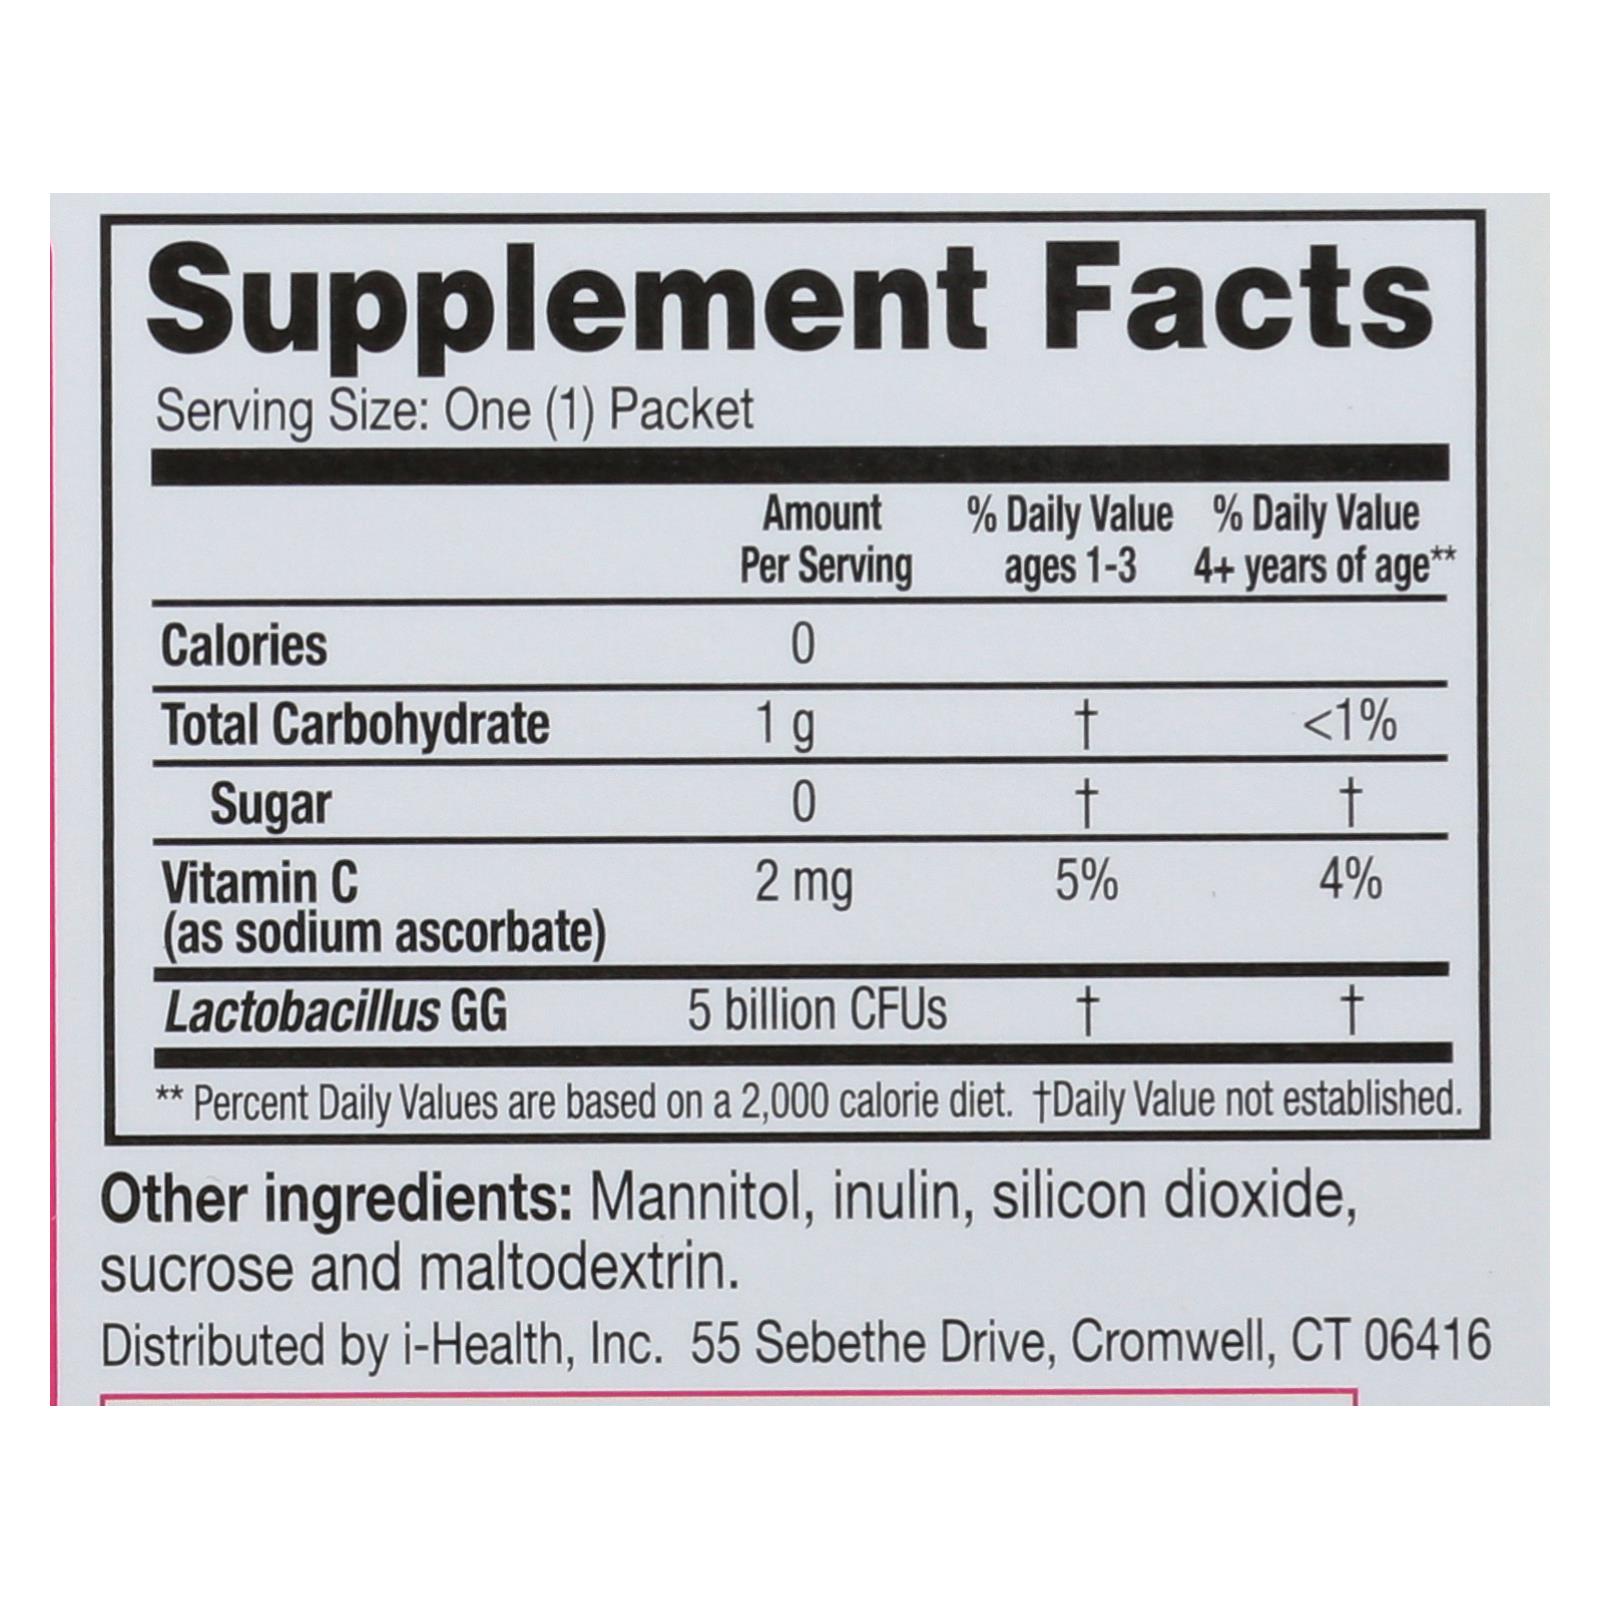 Supplement Facts
Serving Size: One (1) Packet
Amount Per Serving % Daily Value ages 1-3 % Daily Value 4+ years of age**
Calories 0
Total Carbohydrate 1 g † <1%
Sugar 0 † †
Vitamin C 2 mg 5% 4%
(as sodium ascorbate)
Lactobacillus GG 5 billion CFUs † †
** Percent Daily Values are based on a 2,000 calorie diet. †Daily Value not established.
Other ingredients: Mannitol, inulin, silicon dioxide,
sucrose and maltodextrin.
Distributed by i-Health, Inc. 55 Sebethe Drive, Cromwell, CT 06416